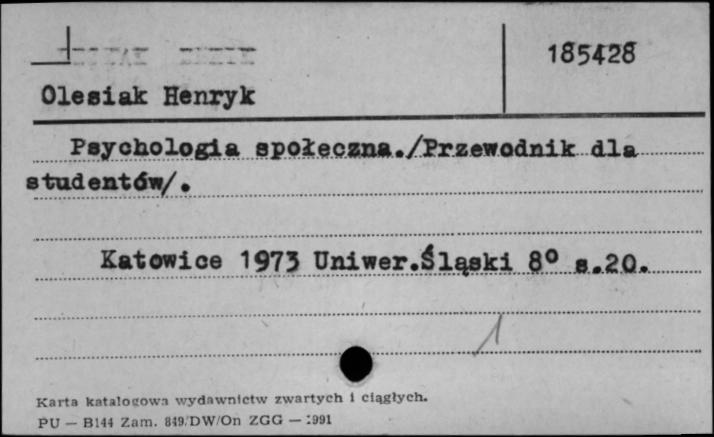 185428
Olesiak Henryk
Psychologia społeczna./Przewodnik dla
studentów/.
Katowice 1973 Uniwer.Śląski 8° s.20.
1
Karta katalogowa wydawnictw zwartych i ciągłych.
PU — B144 Zam. 849/DW/On ZGG — 1991